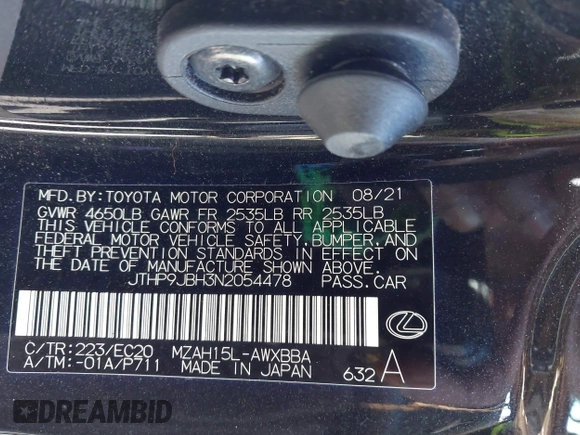 MFD.BY:TOYOTA MOTOR CORPORATION 08/21
GVWR 4650LB GAWR FR 2535LB RR 2535LB
THIS VEHICLE CONFORMS TO ALL APPLICABLE
FEDERAL MOTOR VEHICLE SAFETY,BUMPER,AND
THEFT PREVENTION STANDARDS IN EFFECT ON
THE DATE OF MANUFACTURE SHOWN ABOVE.
JTHP9JBH3N2054478 PASS.CAR
C/TR:223/EC20 MZAH15L-AWXBBA
A/TM:-01A/P711 MADE IN JAPAN 632 A
DREAMBID